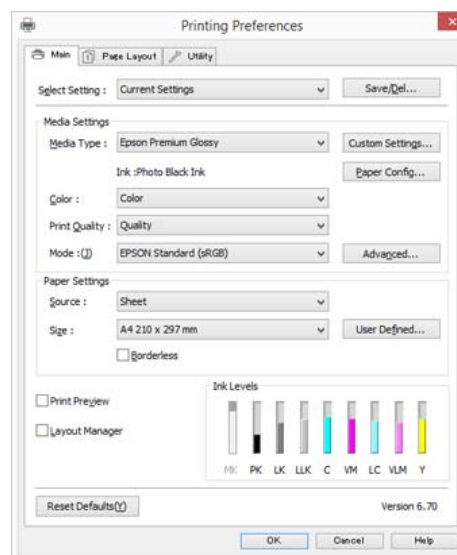 Printing Preferences
Main Page Layout Utility
Select Setting : Current Settings Save/Del...
Media Settings
Media Type : Epson Premium Glossy Custom Settings...
Ink :Photo Black Ink Paper Config...
Color : Color
Print Quality : Quality
Mode :(J) EPSON Standard (sRGB) Advanced...
Paper Settings
Source : Sheet
Size : A4 210 x 297 mm User Defined...
Borderless
Print Preview
Layout Manager
Ink Levels
MK PK LK LLK C VM LC VLM Y
Reset Defaults(Y) Version 6.70
OK Cancel Help